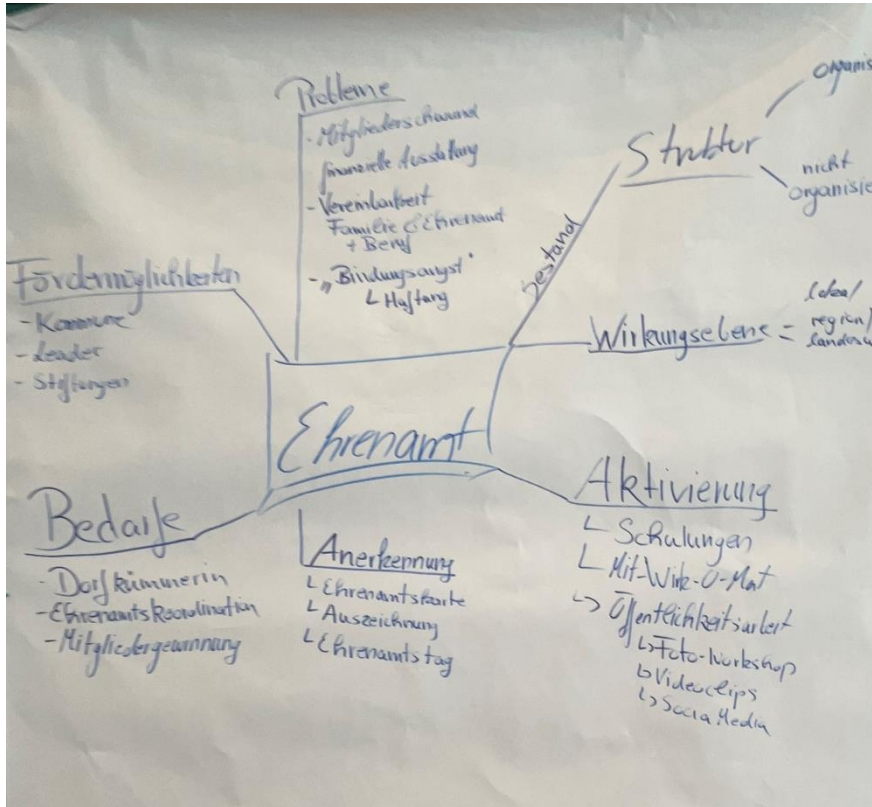 Probleme
- Mitgliederschwund
finanzielle Ausstattung
- Vereinbarkeit
Familie & Ehrenamt
+ Beruf
- „Bindungsangst"
Haftung
Fördermöglichkeiten
- Kommune
- Leader
- Stiftungen
Bestand
Struktur
organis
nicht
organisie
Wirkungsebene =
lokal
region
landesw
Ehrenamt
Bedarfe
- Dorfkümmerin
- Ehrenamtskoordination
- Mitgliedergewinnung
Anerkennung
Ehrenamtskarte
Auszeichnung
Ehrenamtstag
Aktivierung
Schulungen
Mit-Wirk-O-Mat
Öffentlichkeitsarbeit
Foto-Workshop
Videoclips
Social Media